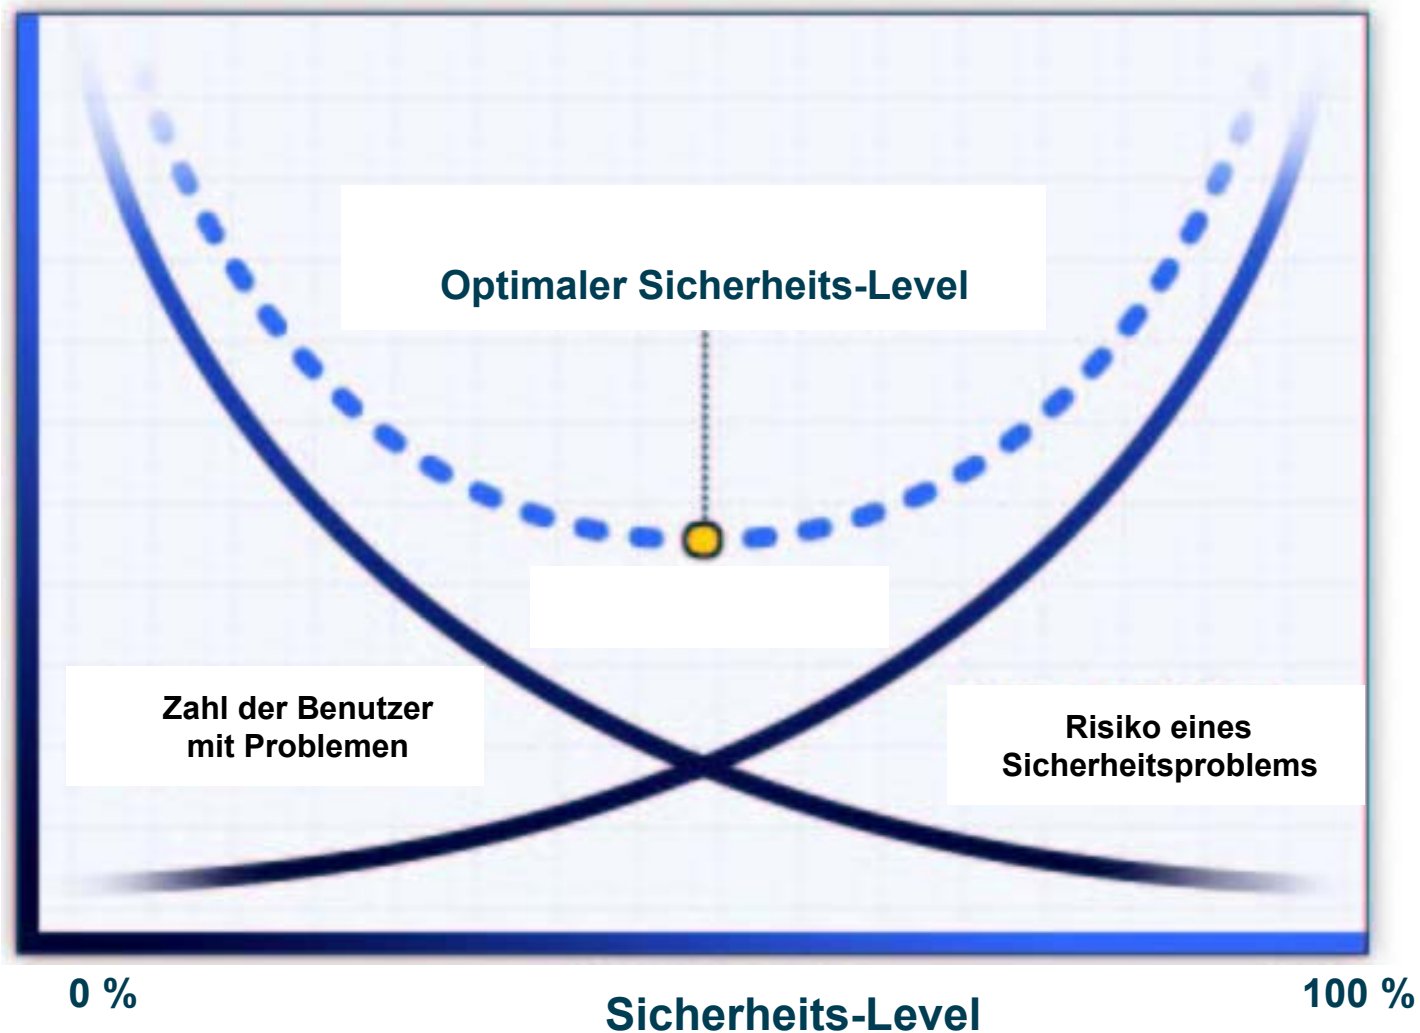 Optimaler Sicherheits-Level
Zahl der Benutzer
mit Problemen
Risiko eines
Sicherheitsproblems
0 %
100 %
Sicherheits-Level